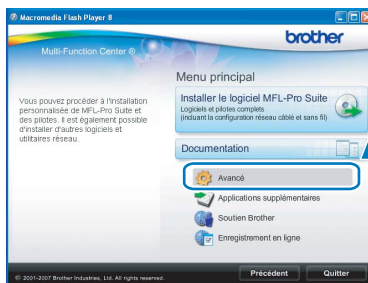 Macromedia Flash Player 8
brother
Multi-Function Center ®
Menu principal
Vous pouvez procéder à l'installation
personnalisée de MFL-Pro Suite et
des pilotes. Il est également possible
d'installer d'autres logiciels et
utilitaires réseau.
Installer le logiciel MFL-Pro Suite
Logiciels et pilotes complets
(incluant la configuration réseau câblé et sans fil)
Documentation
Avancé
Applications supplémentaires
Soutien Brother
Enregistrement en ligne
© 2001-2007 Brother Industries, Ltd. All rights reserved.
Précédent
Quitter